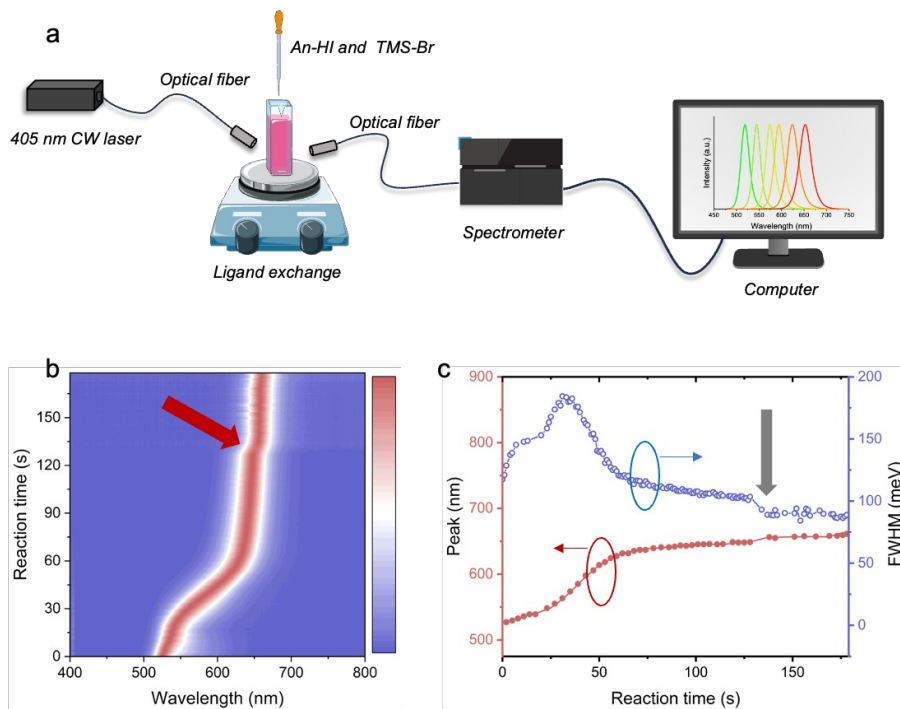 a
An-HI and TMS-Br
Optical fiber
Optical fiber
405 nm CW laser
Ligand exchange
Spectrometer
Computer
Intensity (a.u.)
450 500 550 600 650 700 750
Wavelength (nm)
b
Reaction time (s)
150
120
90
60
30
0
400 500 600 700 800
Wavelength (nm)
c
Peak (nm)
900
800
700
600
500
0 50 100 150
Reaction time (s)
200
150
100
50
0
FWHM (meV)